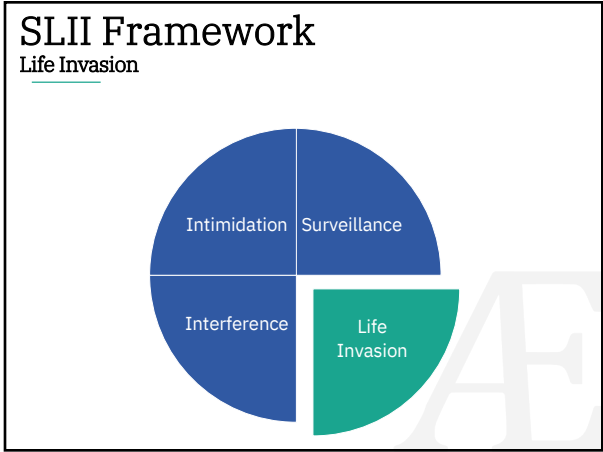 SLII Framework
Life Invasion
Intimidation
Surveillance
Interference
Life
Invasion
Æ